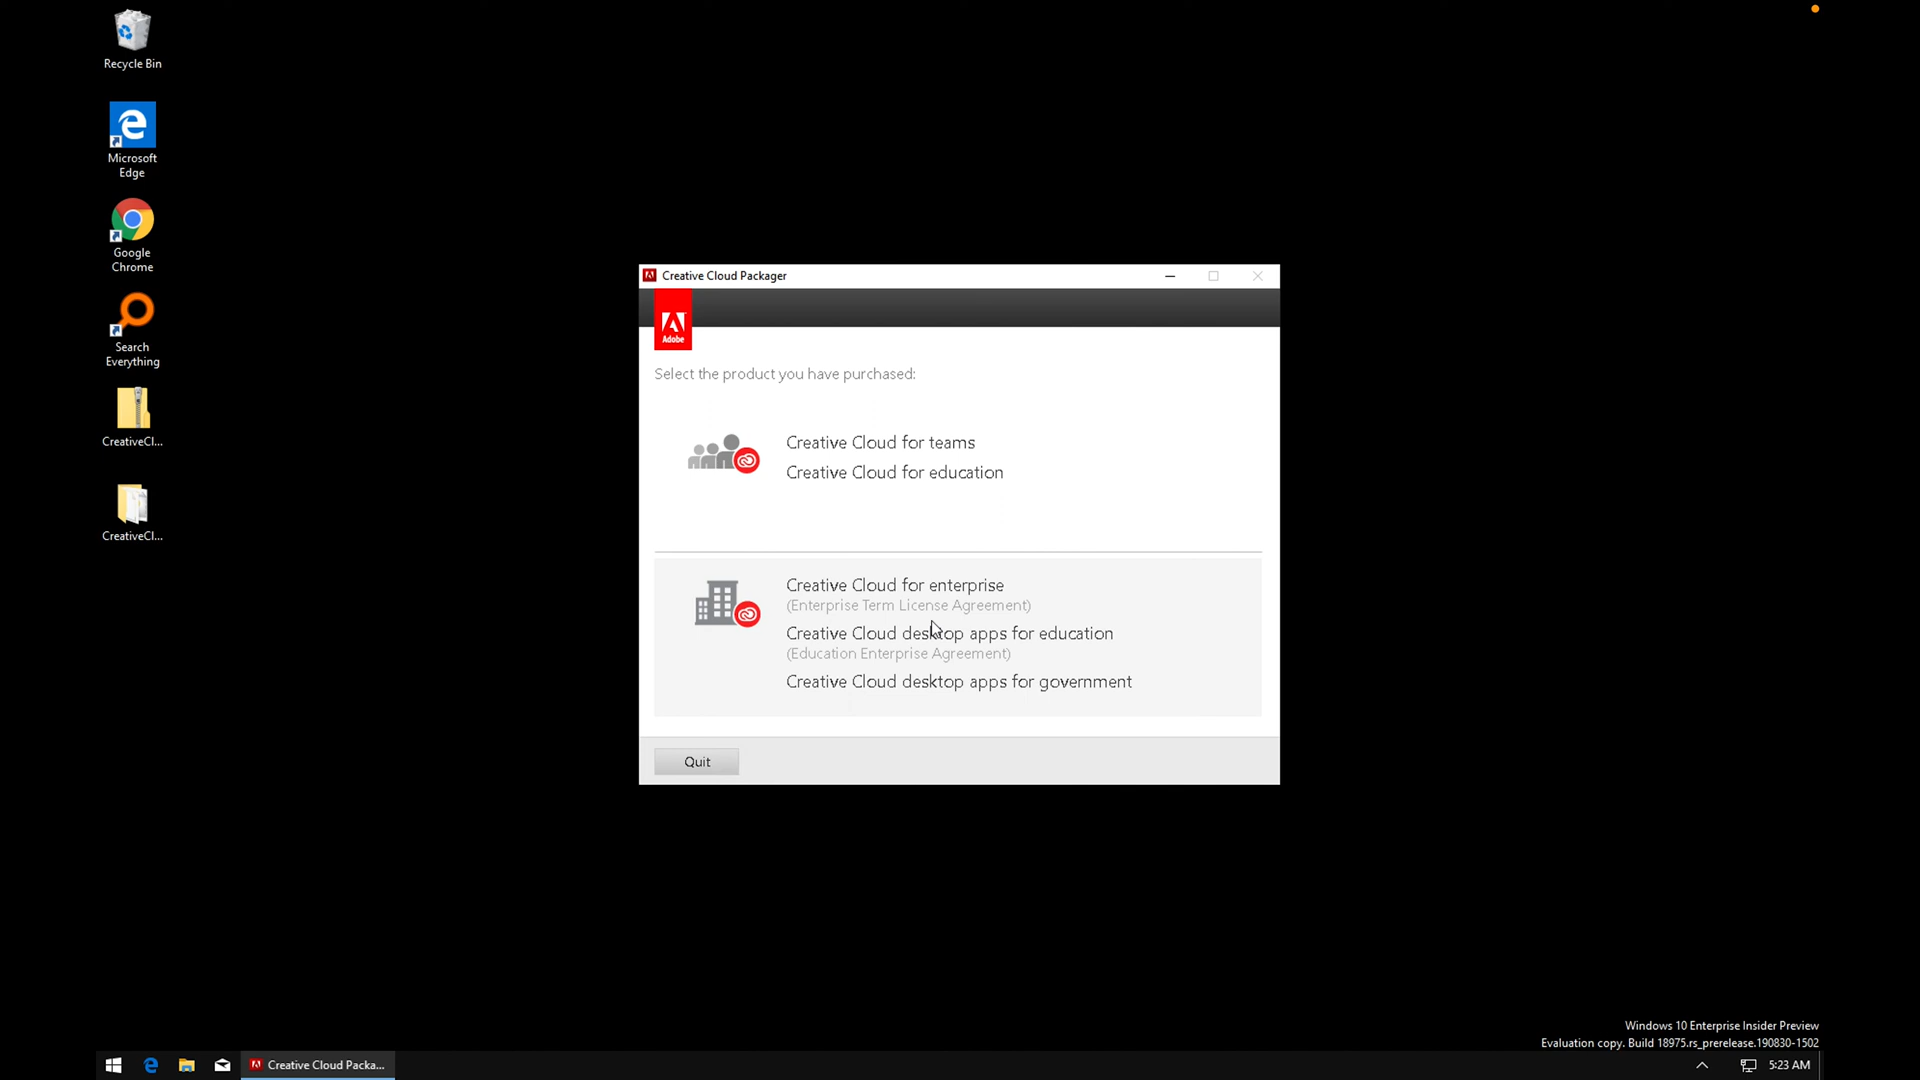 Recycle Bin
Microsoft
Edge
Google
Chrome
Search
Everything
CreativeCl...
CreativeCl...
Creative Cloud Packager
Adobe
Select the product you have purchased:
Creative Cloud for teams
Creative Cloud for education
Creative Cloud for enterprise
(Enterprise Term License Agreement)
Creative Cloud desktop apps for education
(Education Enterprise Agreement)
Creative Cloud desktop apps for government
Quit
Windows 10 Enterprise Insider Preview
Evaluation copy. Build 18975.rs_prerelease.190830-1502
Creative Cloud Packa...
5:23 AM